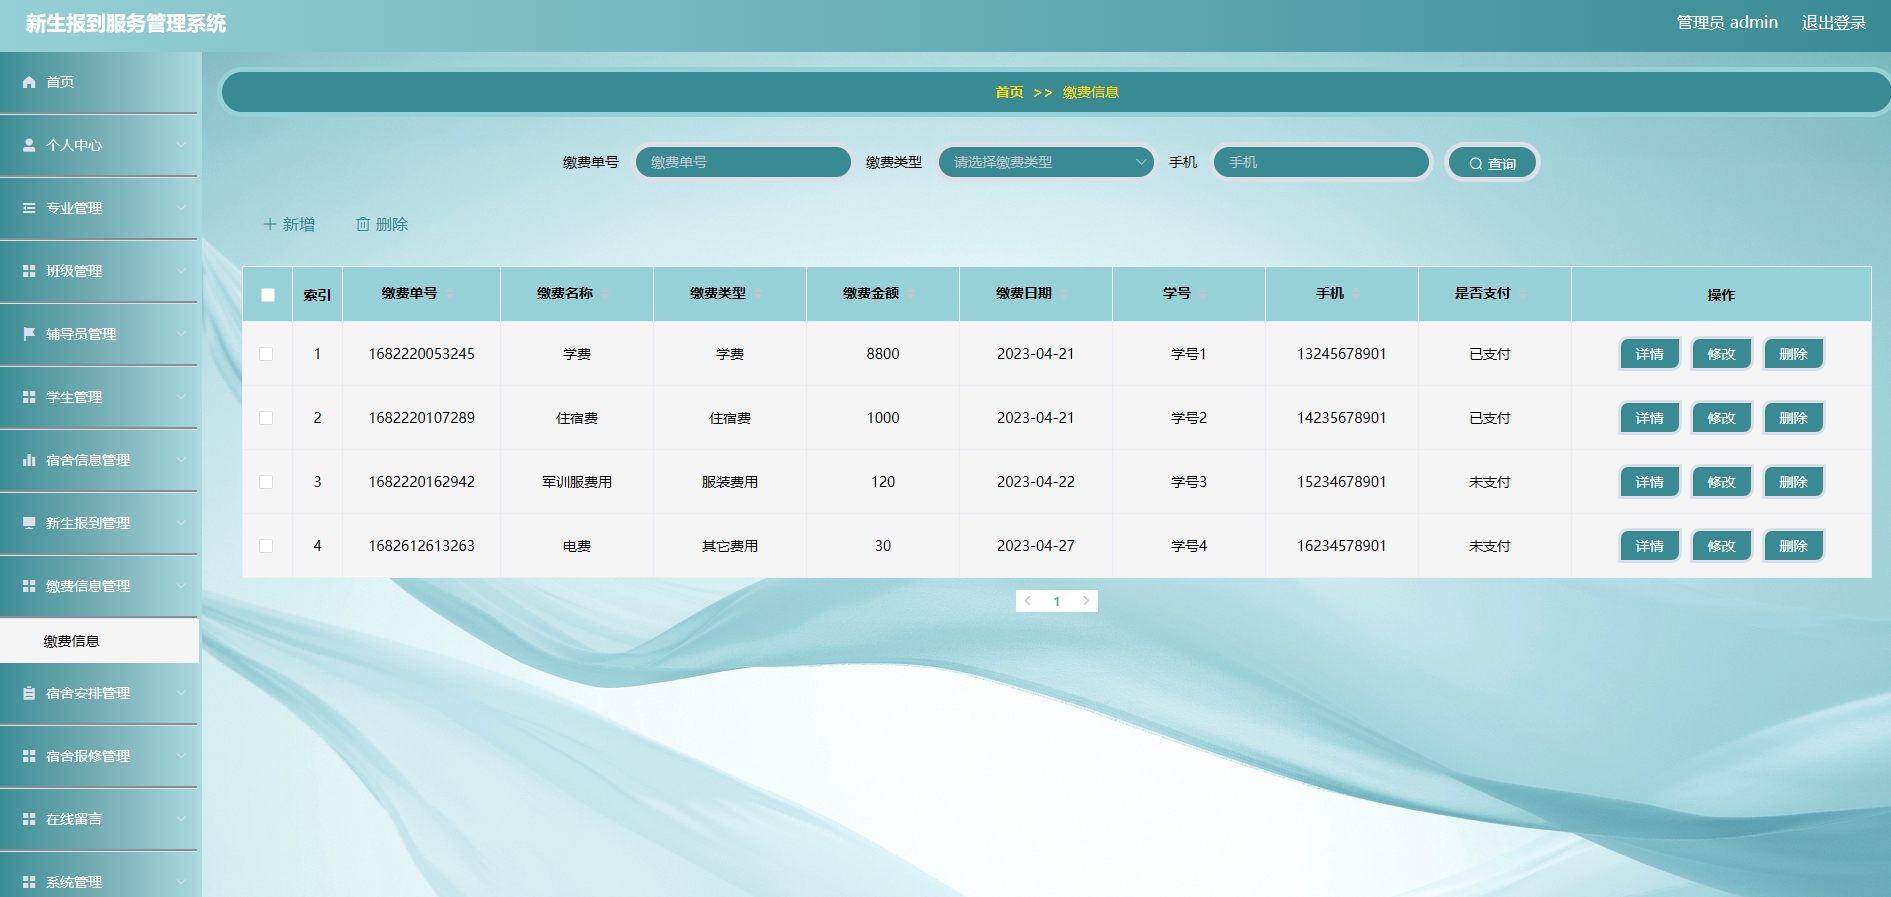 新生报到服务管理系统
管理员 admin 退出登录
首页
个人中心
专业管理
班级管理
辅导员管理
学生管理
宿舍信息管理
新生报到管理
缴费信息管理
缴费信息
宿舍安排管理
宿舍报修管理
在线留言
系统管理
首页 >> 缴费信息
缴费单号 缴费单号 缴费类型 请选择缴费类型 手机 手机 查询
新增 删除
索引 缴费单号 缴费名称 缴费类型 缴费金额 缴费日期 学号 手机 是否支付 操作
1 1682220053245 学费 学费 8800 2023-04-21 学号1 13245678901 已支付 详情 修改 删除
2 1682220107289 住宿费 住宿费 1000 2023-04-21 学号2 14235678901 已支付 详情 修改 删除
3 1682220162942 军训服费用 服装费用 120 2023-04-22 学号3 15234678901 未支付 详情 修改 删除
4 1682612613263 电费 其它费用 30 2023-04-27 学号4 16234578901 未支付 详情 修改 删除
1